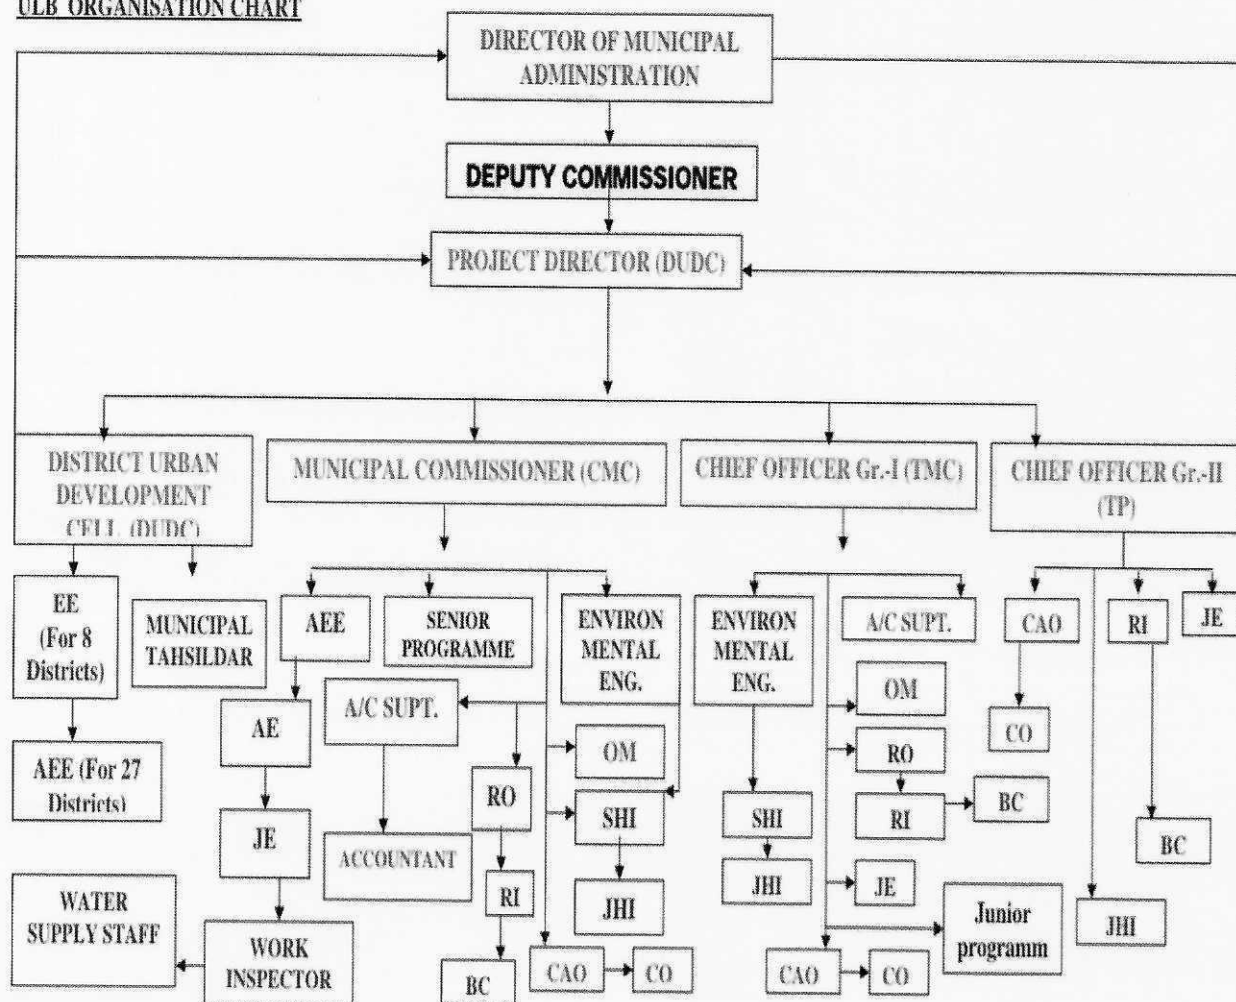 ULB ORGANISATION CHART
DIRECTOR OF MUNICIPAL
ADMINISTRATION
DEPUTY COMMISSIONER
PROJECT DIRECTOR (DUDC)
DISTRICT URBAN
DEVELOPMENT
CELL (DUDC)
MUNICIPAL COMMISSIONER (CMC)
CHIEF OFFICER Gr.-I (TMC)
CHIEF OFFICER Gr.-II
(TP)
EE
(For 8
Districts)
MUNICIPAL
TAHSILDAR
AEE
SENIOR
PROGRAMME
ENVIRON
MENTAL
ENG.
ENVIRON
MENTAL
ENG.
A/C SUPT.
CAO
RI
JE
AEE (For 27
Districts)
AE
A/C SUPT.
OM
OM
CO
RO
RO
JE
SHI
SHI
RI
BC
BC
ACCOUNTANT
RI
JHI
JHI
JE
Junior
programm
JHI
WATER
SUPPLY STAFF
WORK
INSPECTOR
BC
CAO
CO
CAO
CO